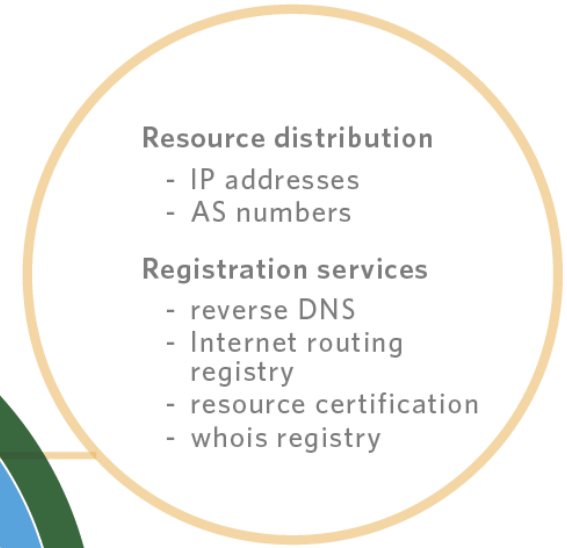 Resource distribution
- IP addresses
- AS numbers
Registration services
- reverse DNS
- Internet routing
registry
- resource certification
- whois registry